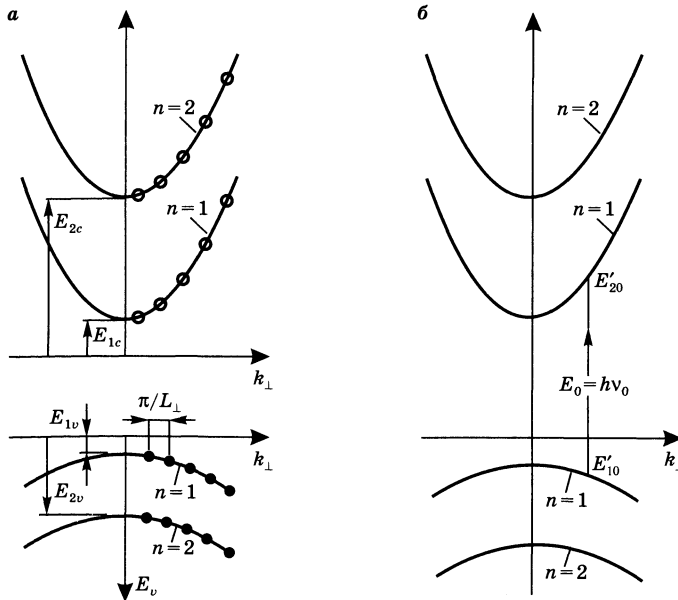 а
n=2
n=1
E₂c
E₁c
k⊥
π/L⊥
E₁v
k⊥
E₂v
n=1
n=2
Eᵥ
б
n=2
n=1
E′₂₀
E₀=hν₀
k⊥
E′₁₀
n=1
n=2